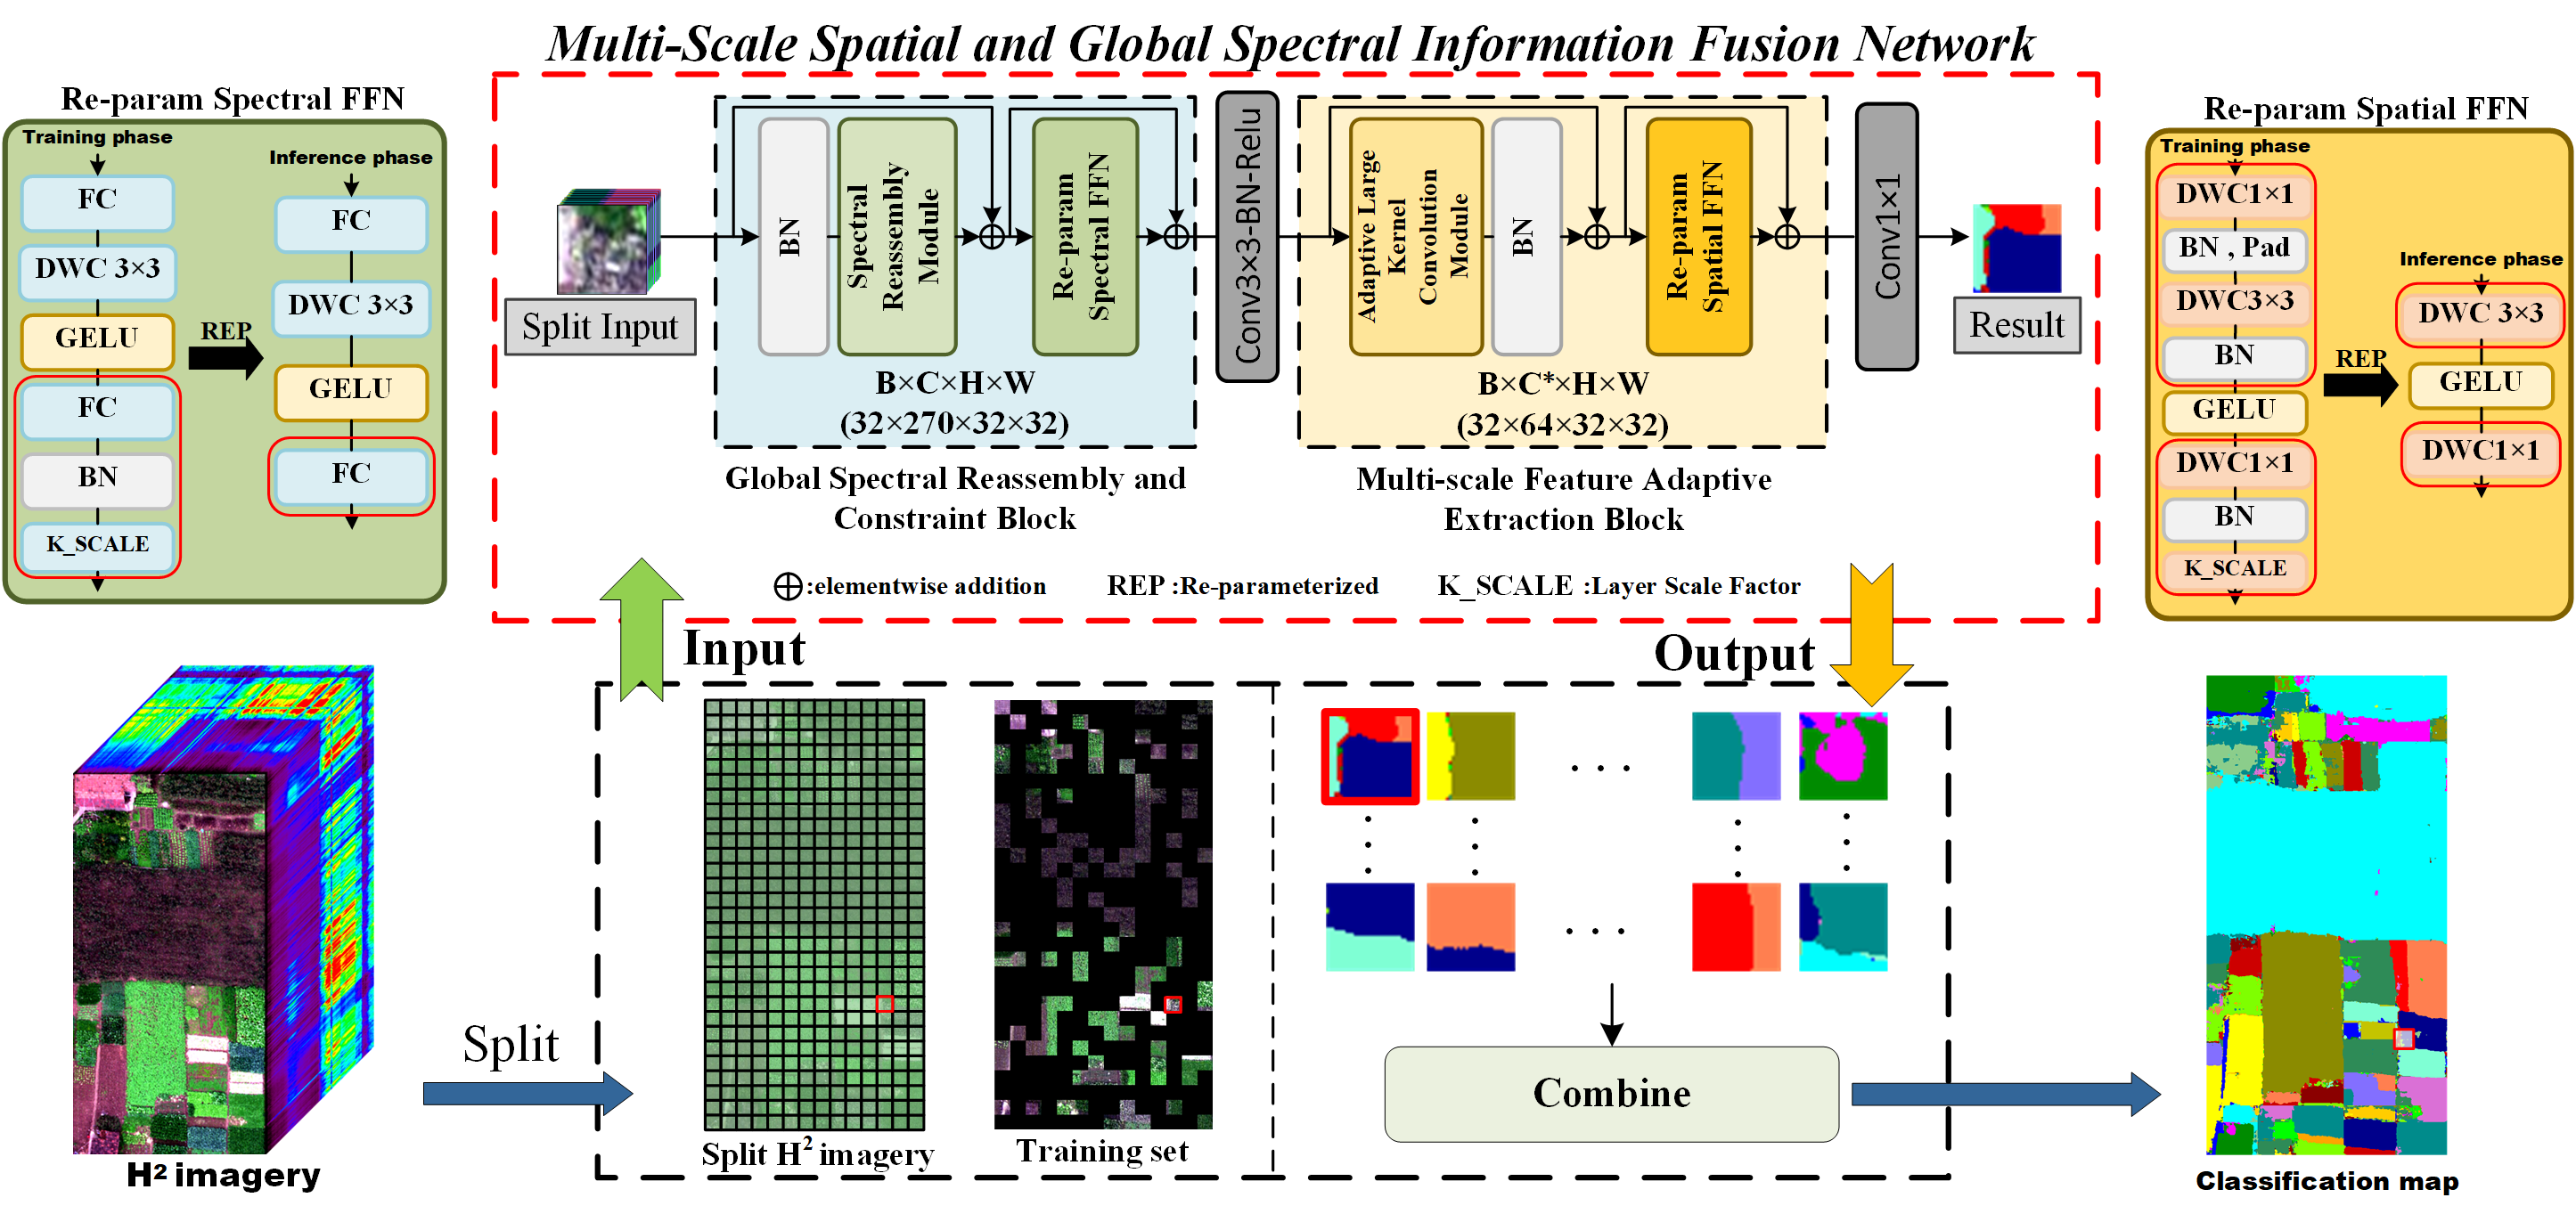 Multi-Scale Spatial and Global Spectral Information Fusion Network
Re-param Spectral FFN
Training phase
FC
DWC 3×3
GELU
FC
BN
K_SCALE
REP
Inference phase
FC
DWC 3×3
GELU
FC
Split Input
BN
Spectral
Reassembly
Module
Re-param
Spectral FFN
B×C×H×W
(32×270×32×32)
Global Spectral Reassembly and
Constraint Block
Conv3×3-BN-Relu
Adaptive Large
Kernel
Convolution
Module
BN
Re-param
Spatial FFN
B×C*×H×W
(32×64×32×32)
Multi-scale Feature Adaptive
Extraction Block
Conv1×1
Result
⊕:elementwise addition
REP :Re-parameterized
K_SCALE :Layer Scale Factor
Re-param Spatial FFN
Training phase
DWC1×1
BN , Pad
DWC3×3
BN
GELU
DWC1×1
BN
K_SCALE
REP
Inference phase
DWC 3×3
GELU
DWC1×1
Input
Output
H² imagery
Split
Split H² imagery
Training set
. . .
. . .
Combine
Classification map